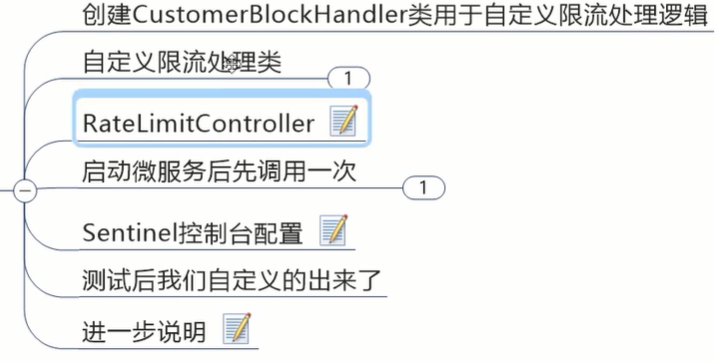 创建CustomerBlockHandler类用于自定义限流处理逻辑
自定义限流处理类
1
RateLimitController
启动微服务后先调用一次
1
Sentinel控制台配置
测试后我们自定义的出来了
进一步说明